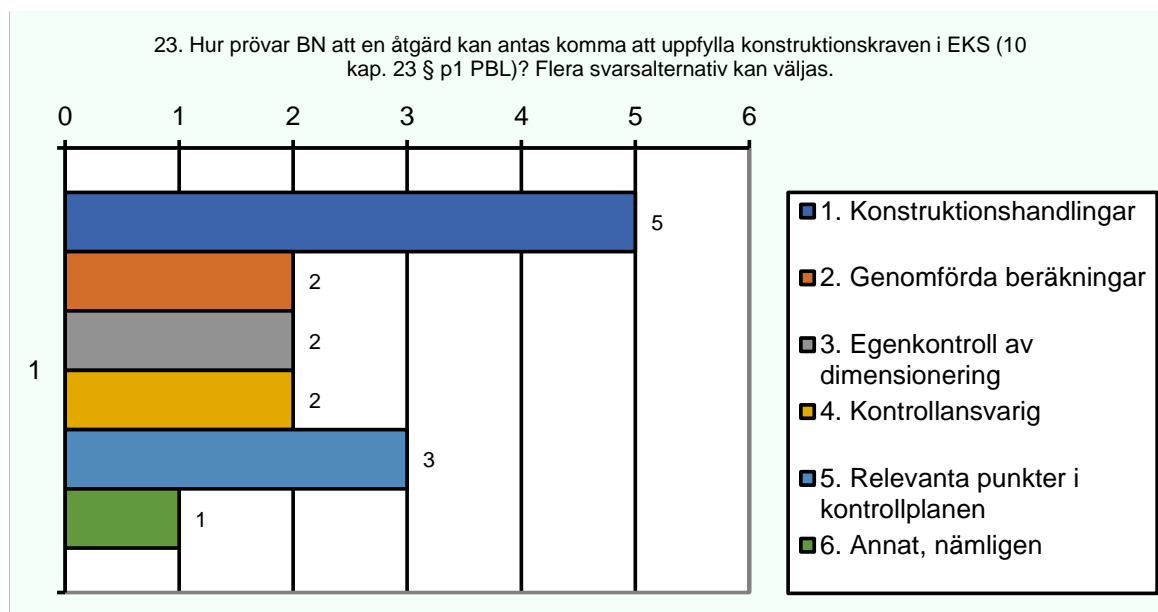 23. Hur prövar BN att en åtgärd kan antas komma att uppfylla konstruktionskraven i EKS (10
kap. 23 § p1 PBL)? Flera svarsalternativ kan väljas.
0 1 2 3 4 5 6
5
2
2
2
3
1
1
1. Konstruktionshandlingar
2. Genomförda beräkningar
3. Egenkontroll av
dimensionering
4. Kontrollansvarig
5. Relevanta punkter i
kontrollplanen
6. Annat, nämligen